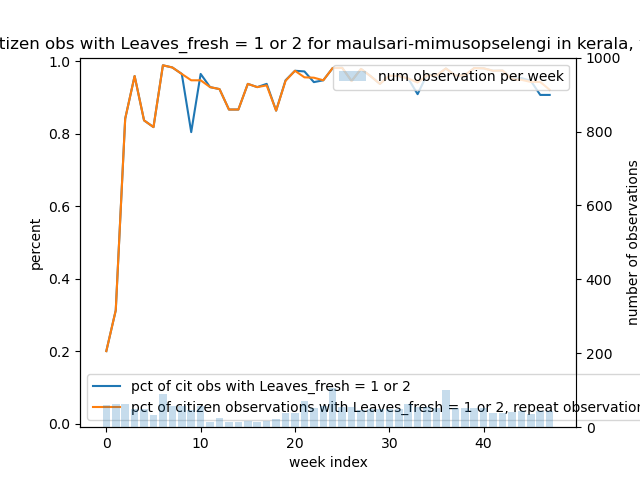 tizen obs with Leaves_fresh = 1 or 2 for maulsari-mimusopselengi in kerala,
num observation per week
1.0
0.8
0.6
0.4
0.2
0.0
percent
1000
800
600
400
200
0
number of observations
pct of cit obs with Leaves_fresh = 1 or 2
pct of citizen observations with Leaves_fresh = 1 or 2, repeat observation
0 10 20 30 40
week index